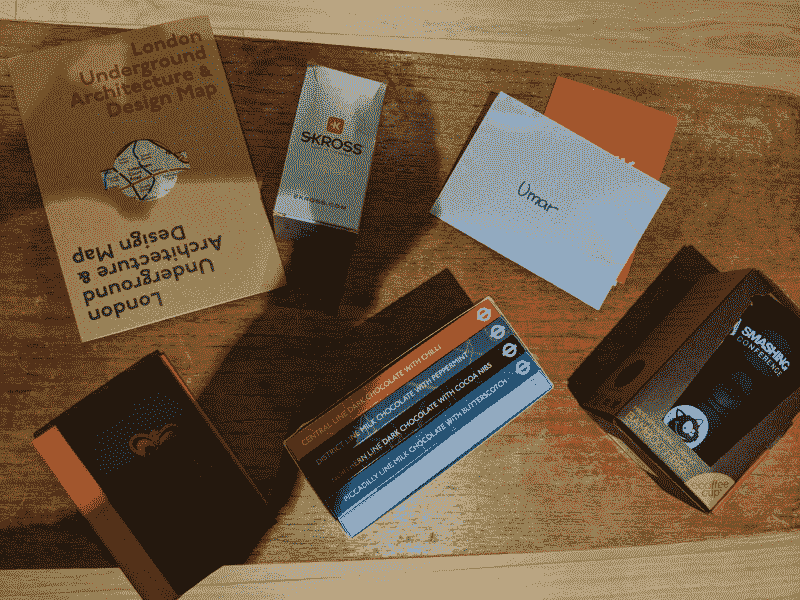 London
Underground
Architecture &
Design Map
London
Underground
Architecture &
Design Map
SKROSS
Umar
CENTRAL LINE DARK CHOCOLATE WITH CHILLI
DISTRICT LINE MILK CHOCOLATE WITH PEPPERMINT
NORTHERN LINE DARK CHOCOLATE WITH COCOA NIBS
PICCADILLY LINE MILK CHOCOLATE WITH BUTTERSCOTCH
SMASHING
CONFERENCE
coffee
cup